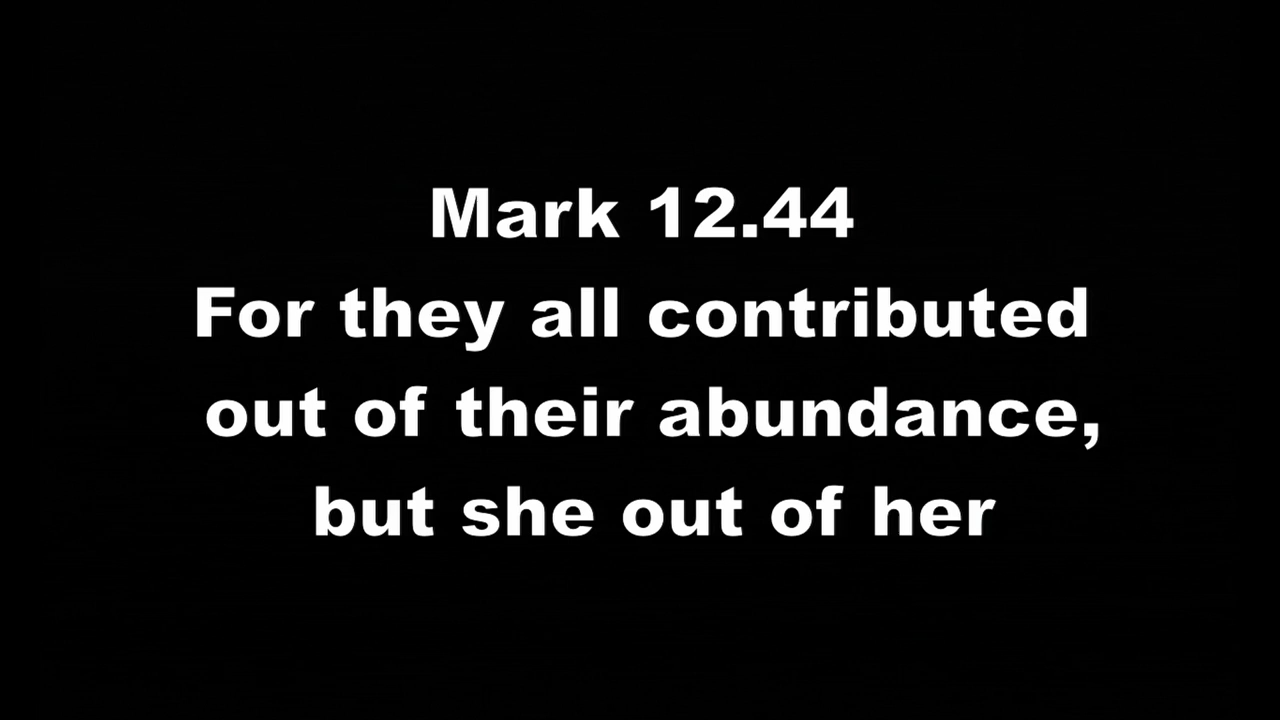 Mark 12.44
For they all contributed
out of their abundance,
but she out of her